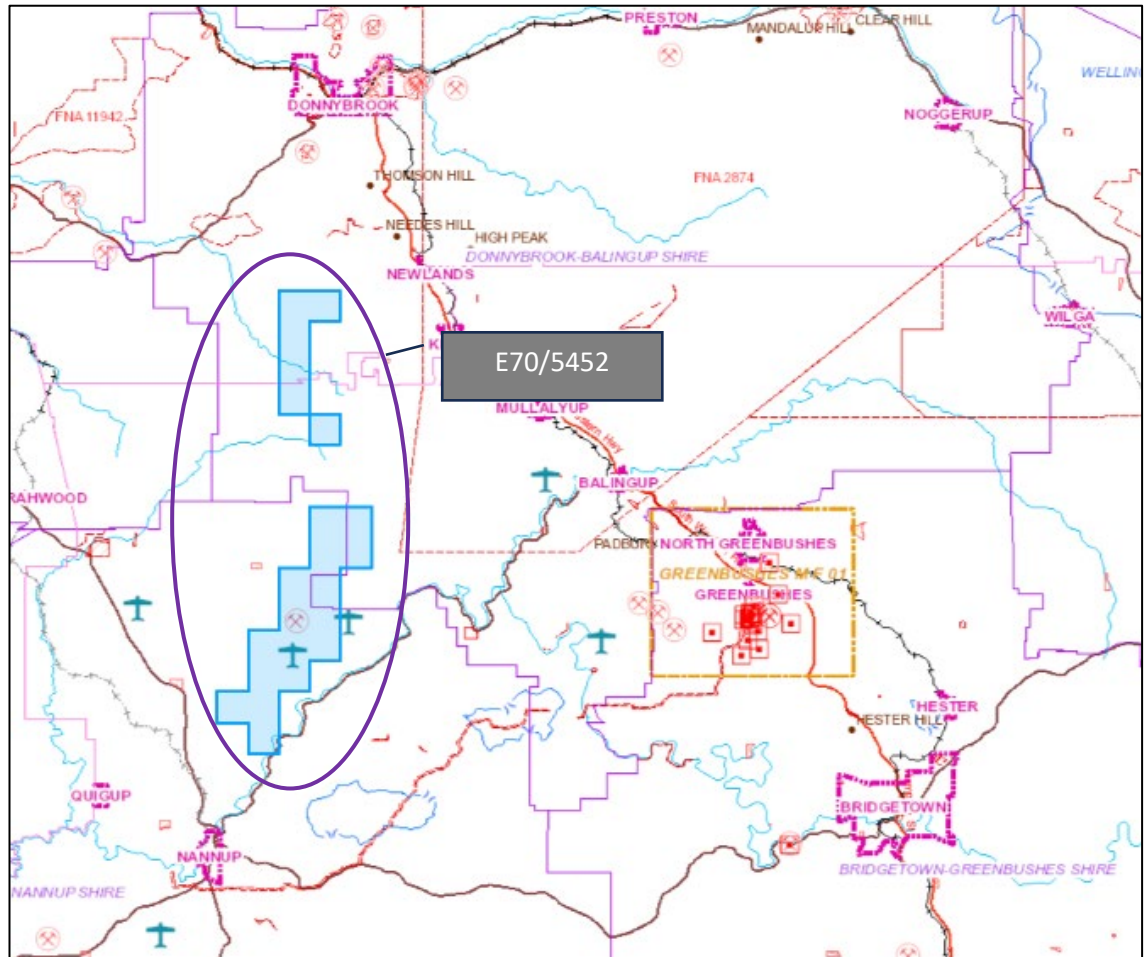 PRESTON
CLEAR HILL
MANDALUP HILL
DONNYBROOK
FNA 11942
NOGGERUP
THOMSON HILL
FNA 2874
NEEDES HILL
HIGH PEAK
DONNYBROOK-BALINGUP SHIRE
NEWLANDS
WILGA
E70/5452
MULLALYUP
Hwy
BALINGUP
RAHWOOD
PADBURY
NORTH GREENBUSHES
GREENBUSHES M E 01
GREENBUSHES
HESTER
HESTER HILL
QUIGUP
BRIDGETOWN
NANNUP
BRIDGETOWN-GREENBUSHES SHIRE
NANNUP SHIRE